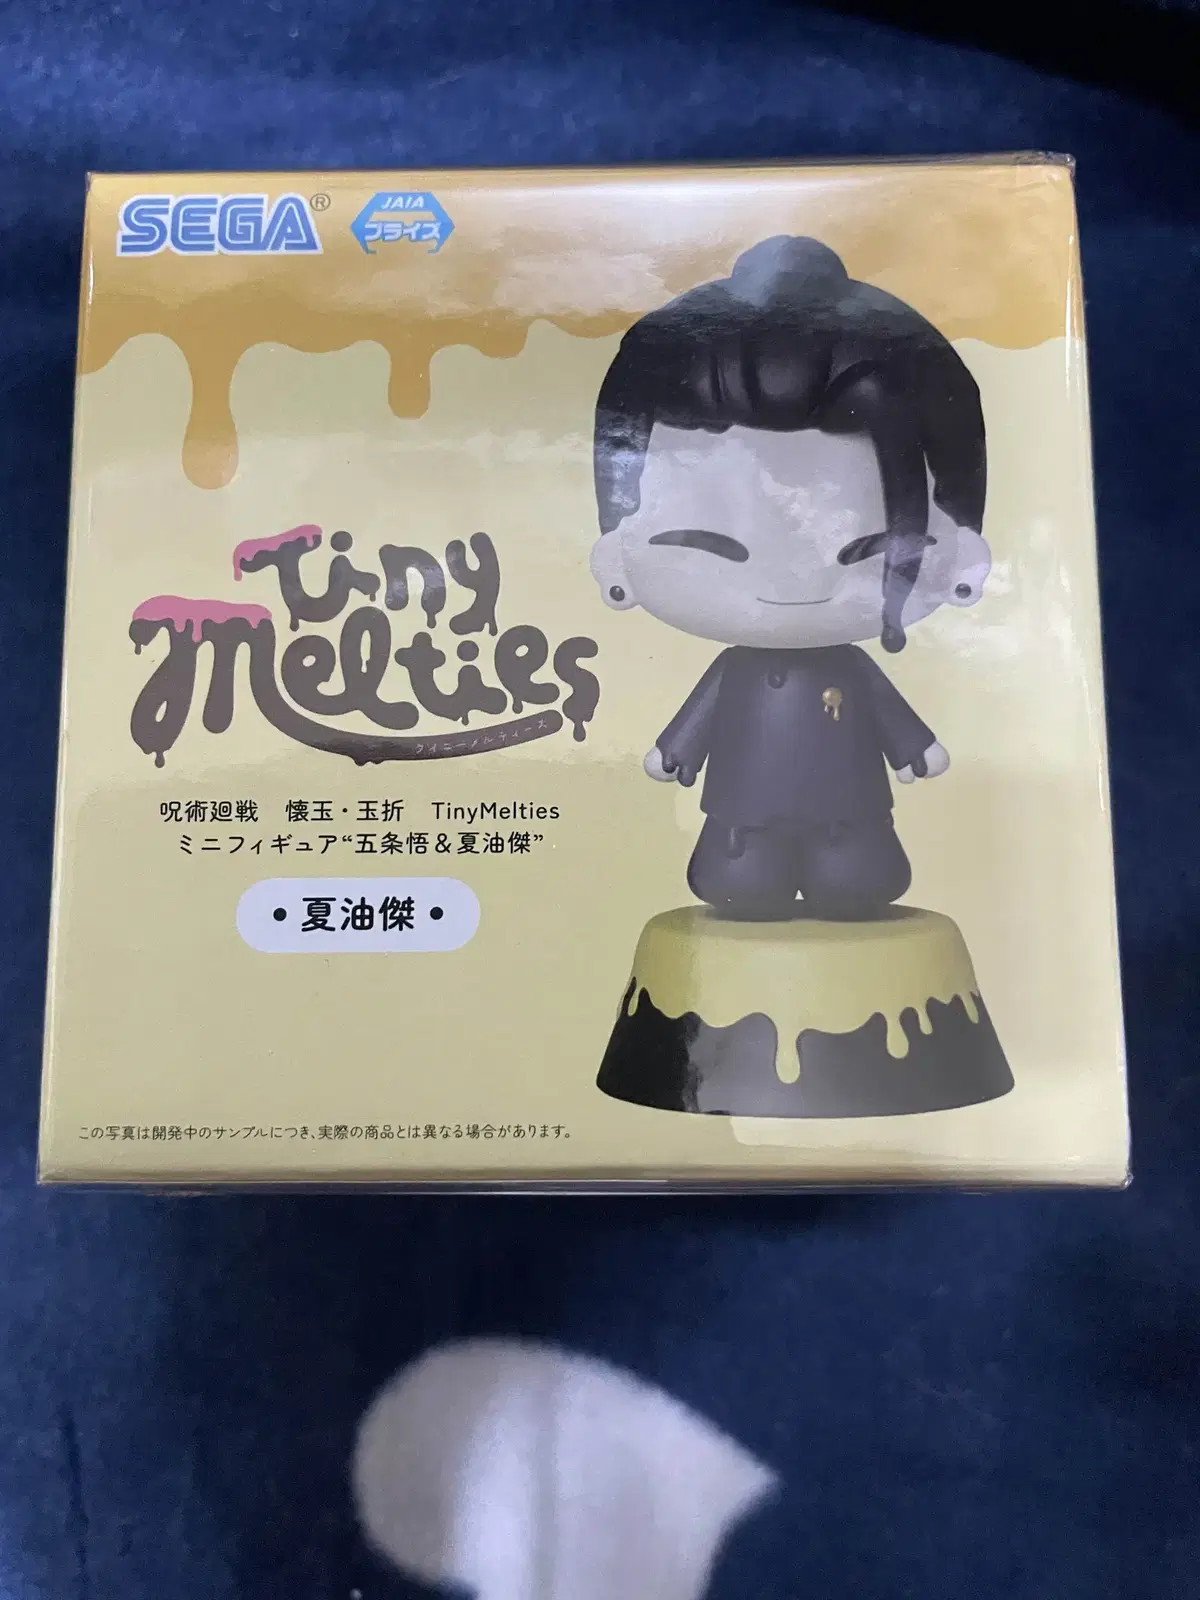 SEGA®
JAIA
プライズ
Tiny
Melties
タイニーメルティーズ
呪術廻戦　懐玉・玉折　TinyMelties
ミニフィギュア“五条悟＆夏油傑”
・夏油傑・
この写真は開発中のサンプルにつき、実際の商品とは異なる場合があります。